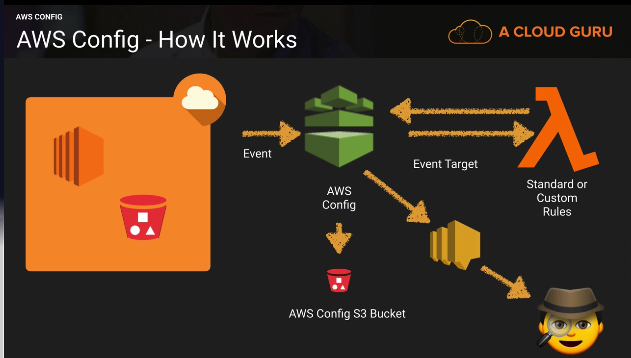 AWS CONFIG
AWS Config - How It Works
A CLOUD GURU
Event
AWS
Config
Event Target
Standard or
Custom
Rules
AWS Config S3 Bucket